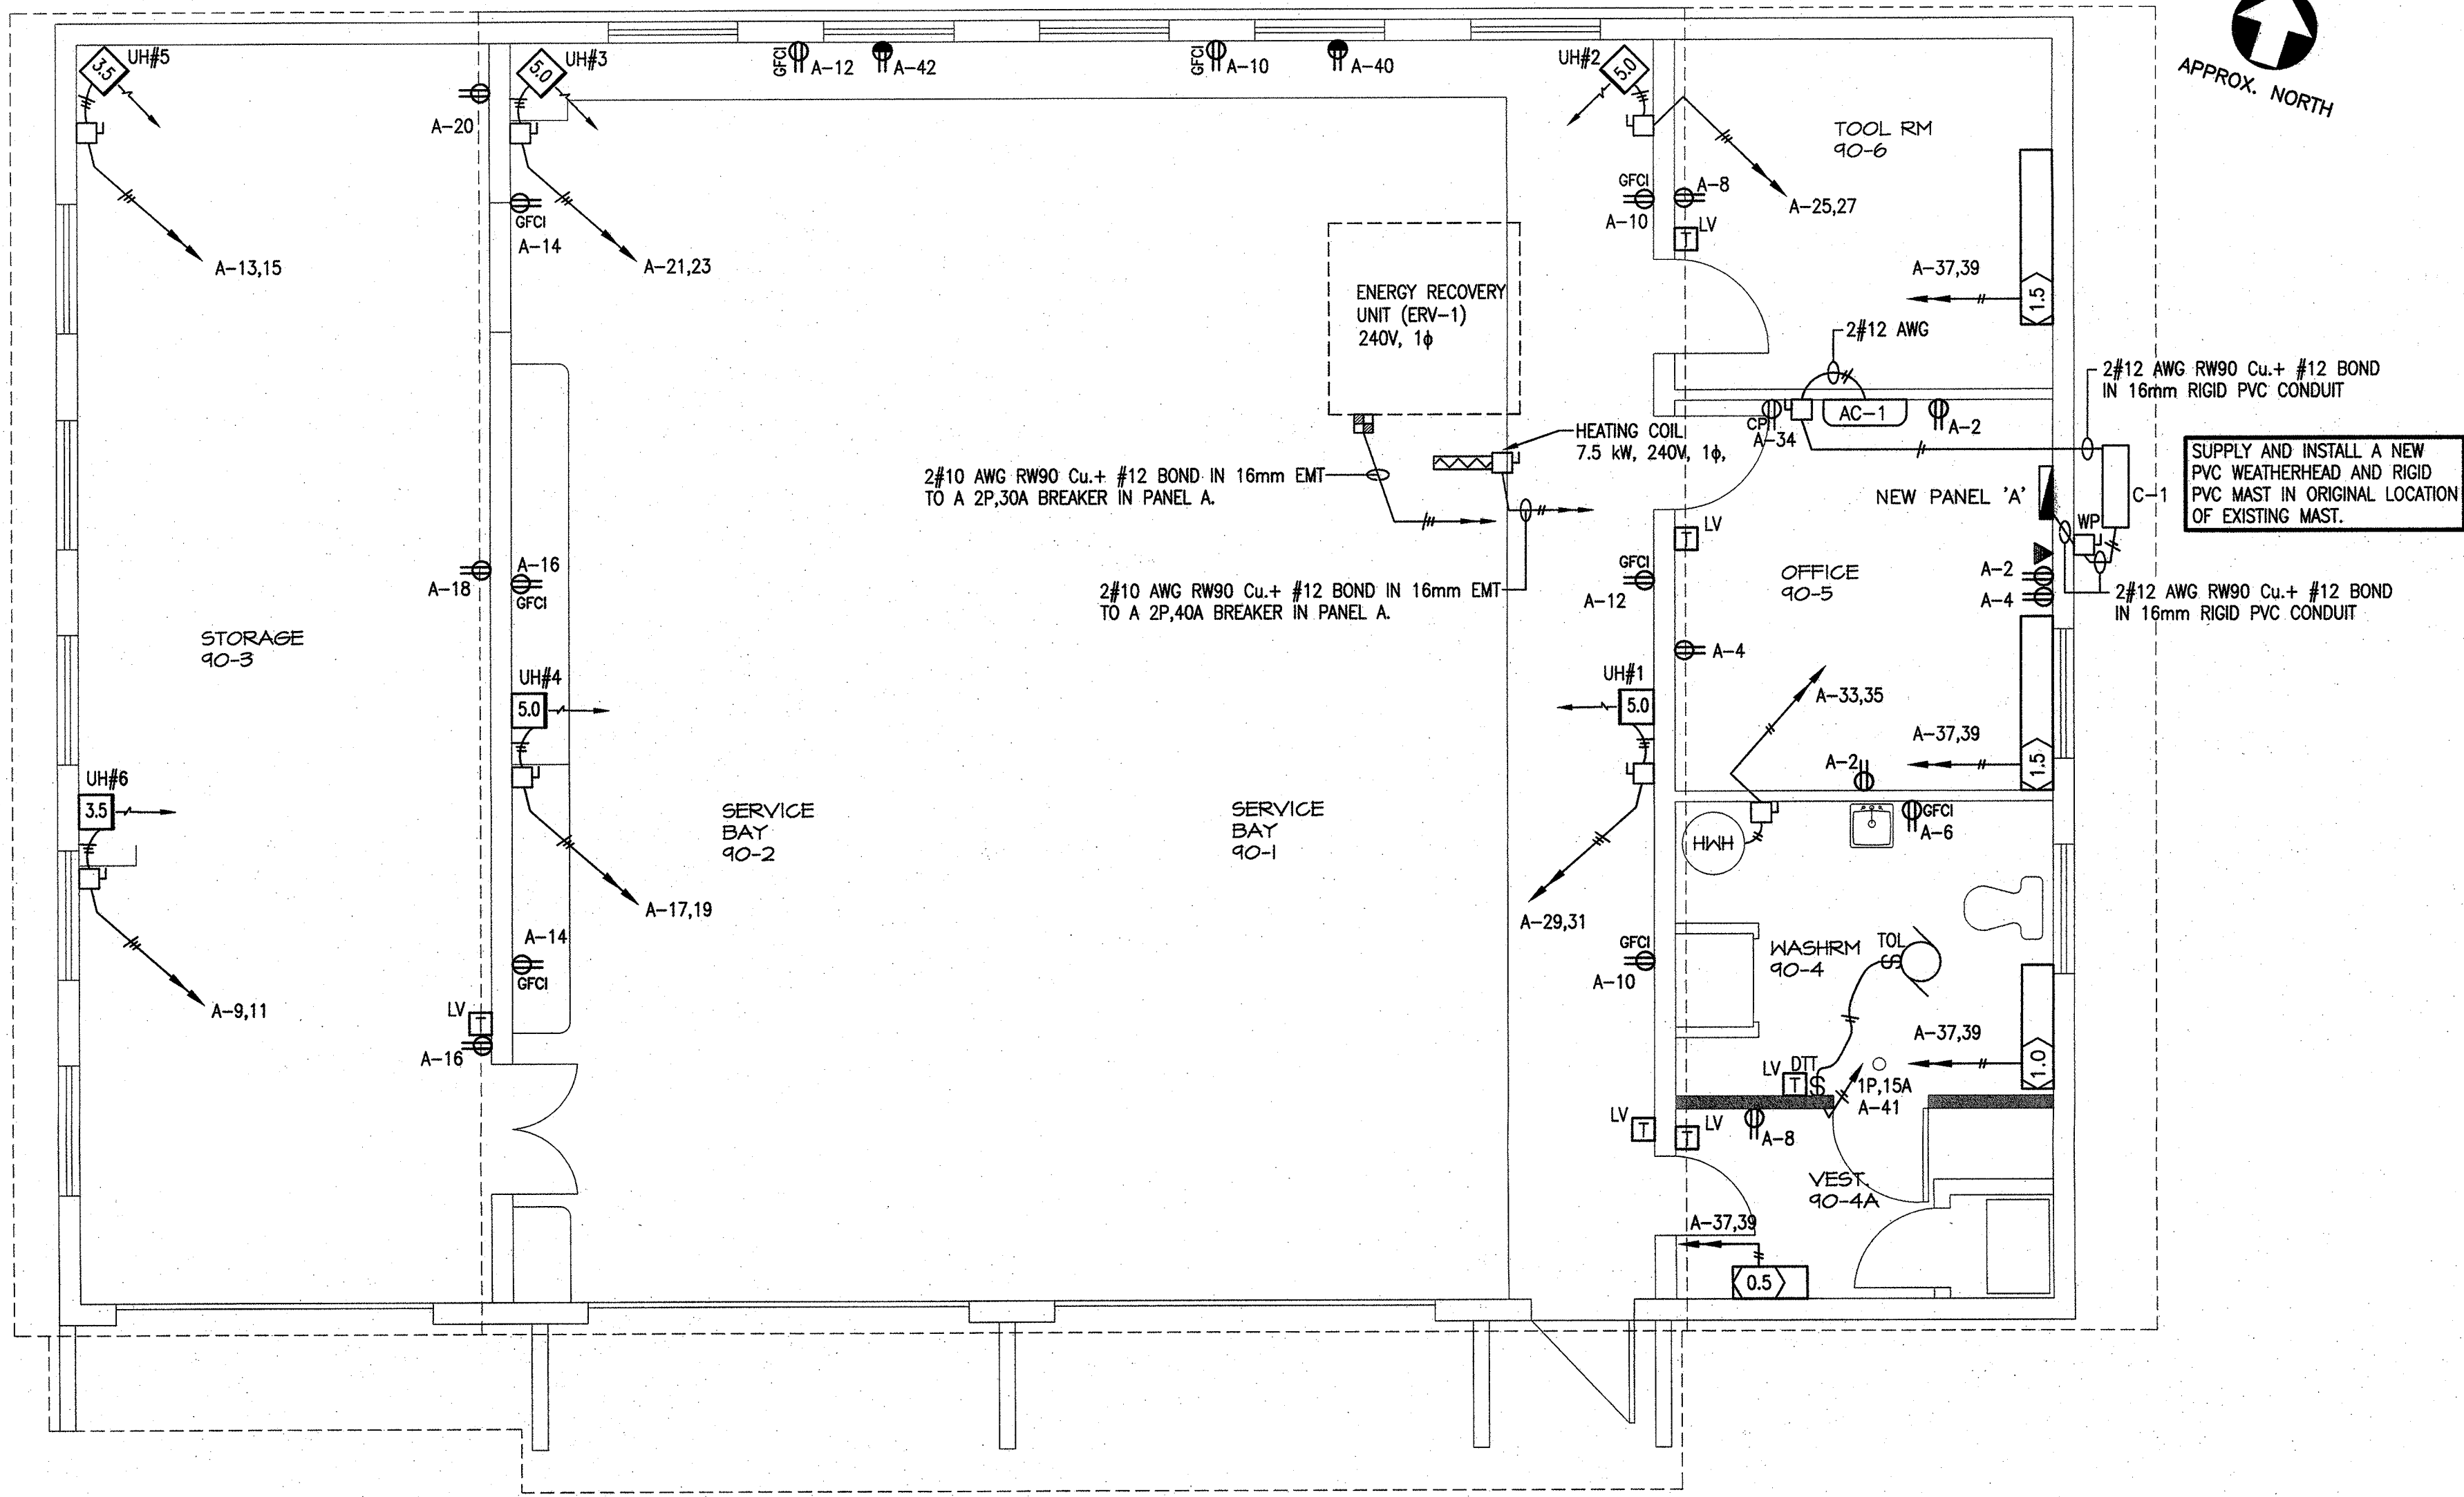 APPROX. NORTH
3.5
UH#5
A-13,15
A-20
5.0
UH#3
GFCI
A-14
A-21,23
GFCI
A-12
A-42
GFCI
A-10
A-40
UH#2
5.0
TOOL RM
90-6
GFCI
A-10
A-8
LV
T
A-25,27
A-37,39
1.5
ENERGY RECOVERY
UNIT (ERV-1)
240V, 1ϕ
2#12 AWG
2#12 AWG RW90 Cu.+ #12 BOND
IN 16mm RIGID PVC CONDUIT
CP
A-34
AC-1
A-2
HEATING COIL
7.5 kW, 240V, 1ϕ,
2#10 AWG RW90 Cu.+ #12 BOND IN 16mm EMT
TO A 2P,30A BREAKER IN PANEL A.
SUPPLY AND INSTALL A NEW
PVC WEATHERHEAD AND RIGID
PVC MAST IN ORIGINAL LOCATION
OF EXISTING MAST.
NEW PANEL 'A'
C-1
WP
LV
T
A-18
A-16
GFCI
GFCI
A-12
2#10 AWG RW90 Cu.+ #12 BOND IN 16mm EMT
TO A 2P,40A BREAKER IN PANEL A.
OFFICE
90-5
A-2
A-4
2#12 AWG RW90 Cu.+ #12 BOND
IN 16mm RIGID PVC CONDUIT
STORAGE
90-3
A-4
UH#4
5.0
UH#1
5.0
A-33,35
A-37,39
1.5
A-2
UH#6
3.5
SERVICE
BAY
90-2
SERVICE
BAY
90-1
HWH
GFCI
A-6
A-17,19
A-29,31
A-14
GFCI
GFCI
A-10
WASHRM
90-4
TOL
S
A-9,11
LV
T
A-16
A-37,39
1.0
LV
DTT
T
S
1P,15A
A-41
LV
T
T
LV
A-8
VEST.
90-4A
A-37,39
0.5